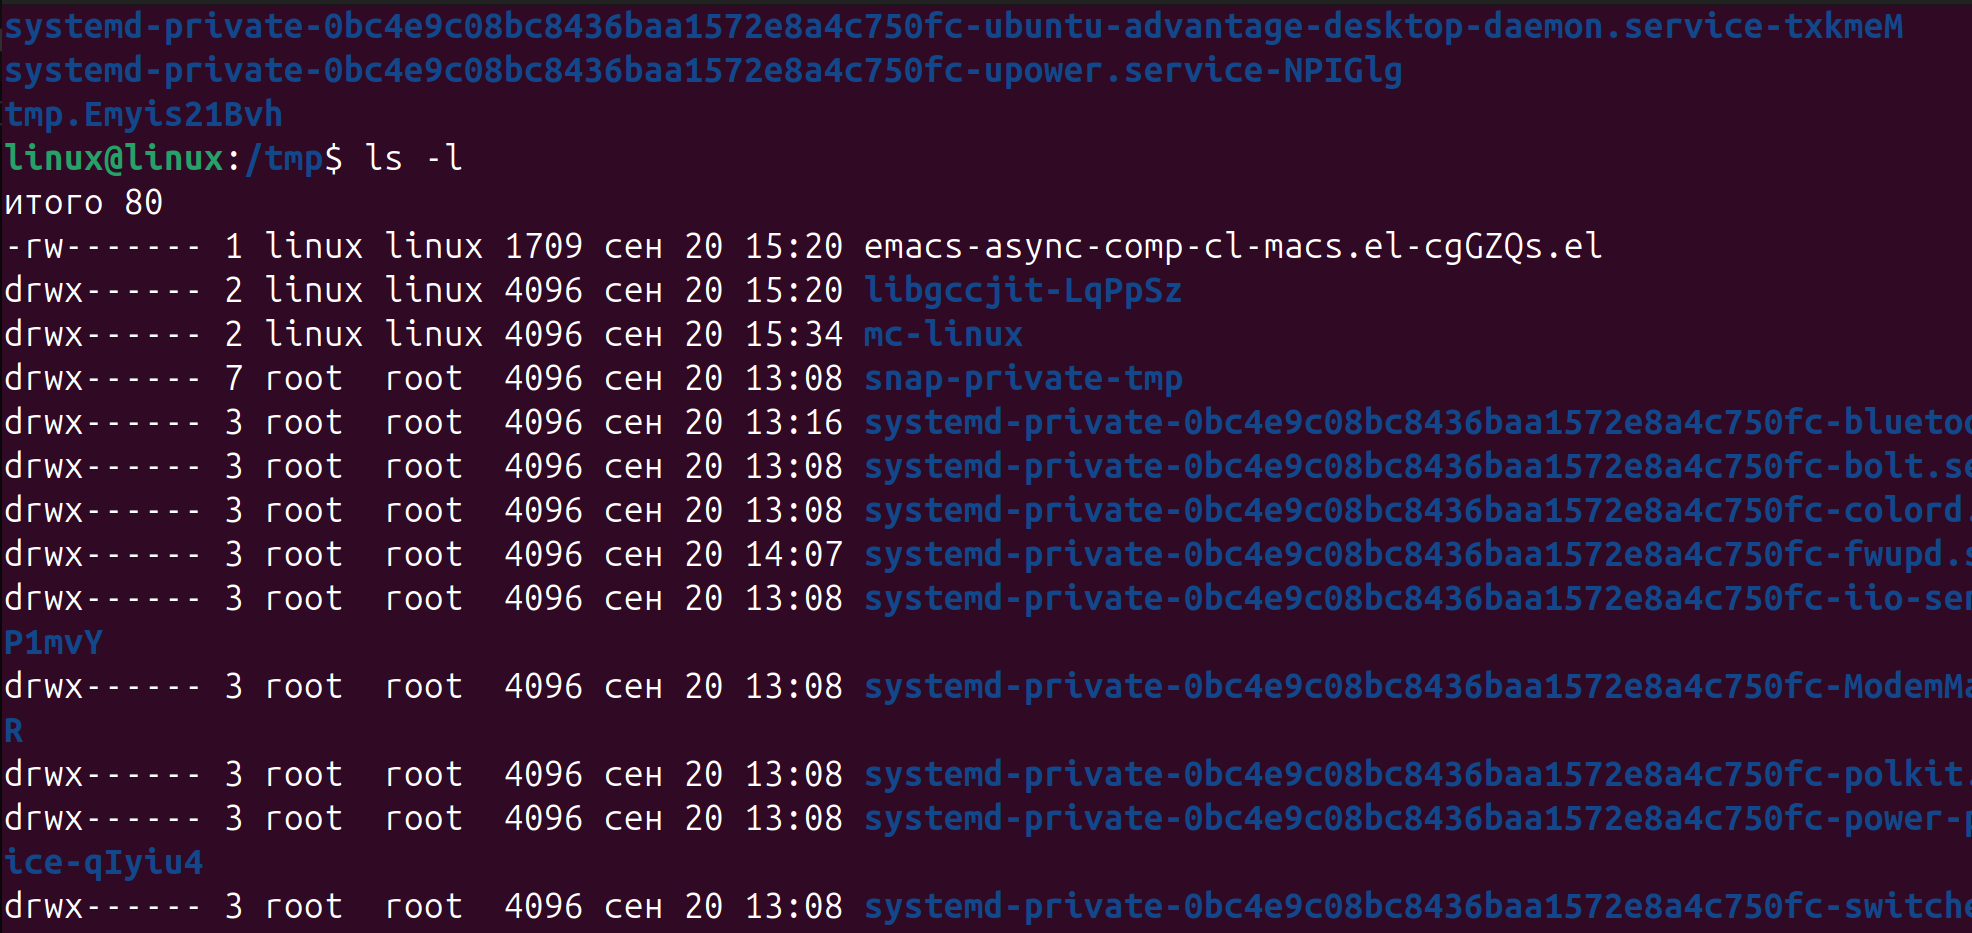 systemd-private-0bc4e9c08bc8436baa1572e8a4c750fc-ubuntu-advantage-desktop-daemon.service-txkmeM
systemd-private-0bc4e9c08bc8436baa1572e8a4c750fc-upower.service-NPIGlg
tmp.Emyis21Bvh
linux@linux:/tmp$ ls -l
итого 80
-rw------- 1 linux linux 1709 сен 20 15:20 emacs-async-comp-cl-macs.el-cgGZQs.el
drwx------ 2 linux linux 4096 сен 20 15:20 libgccjit-LqPpSz
drwx------ 2 linux linux 4096 сен 20 15:34 mc-linux
drwx------ 7 root  root  4096 сен 20 13:08 snap-private-tmp
drwx------ 3 root  root  4096 сен 20 13:16 systemd-private-0bc4e9c08bc8436baa1572e8a4c750fc-bluetoo
drwx------ 3 root  root  4096 сен 20 13:08 systemd-private-0bc4e9c08bc8436baa1572e8a4c750fc-bolt.se
drwx------ 3 root  root  4096 сен 20 13:08 systemd-private-0bc4e9c08bc8436baa1572e8a4c750fc-colord.
drwx------ 3 root  root  4096 сен 20 14:07 systemd-private-0bc4e9c08bc8436baa1572e8a4c750fc-fwupd.s
drwx------ 3 root  root  4096 сен 20 13:08 systemd-private-0bc4e9c08bc8436baa1572e8a4c750fc-iio-sen
P1mvY
drwx------ 3 root  root  4096 сен 20 13:08 systemd-private-0bc4e9c08bc8436baa1572e8a4c750fc-ModemMa
R
drwx------ 3 root  root  4096 сен 20 13:08 systemd-private-0bc4e9c08bc8436baa1572e8a4c750fc-polkit.
drwx------ 3 root  root  4096 сен 20 13:08 systemd-private-0bc4e9c08bc8436baa1572e8a4c750fc-power-p
ice-qIyiu4
drwx------ 3 root  root  4096 сен 20 13:08 systemd-private-0bc4e9c08bc8436baa1572e8a4c750fc-switche